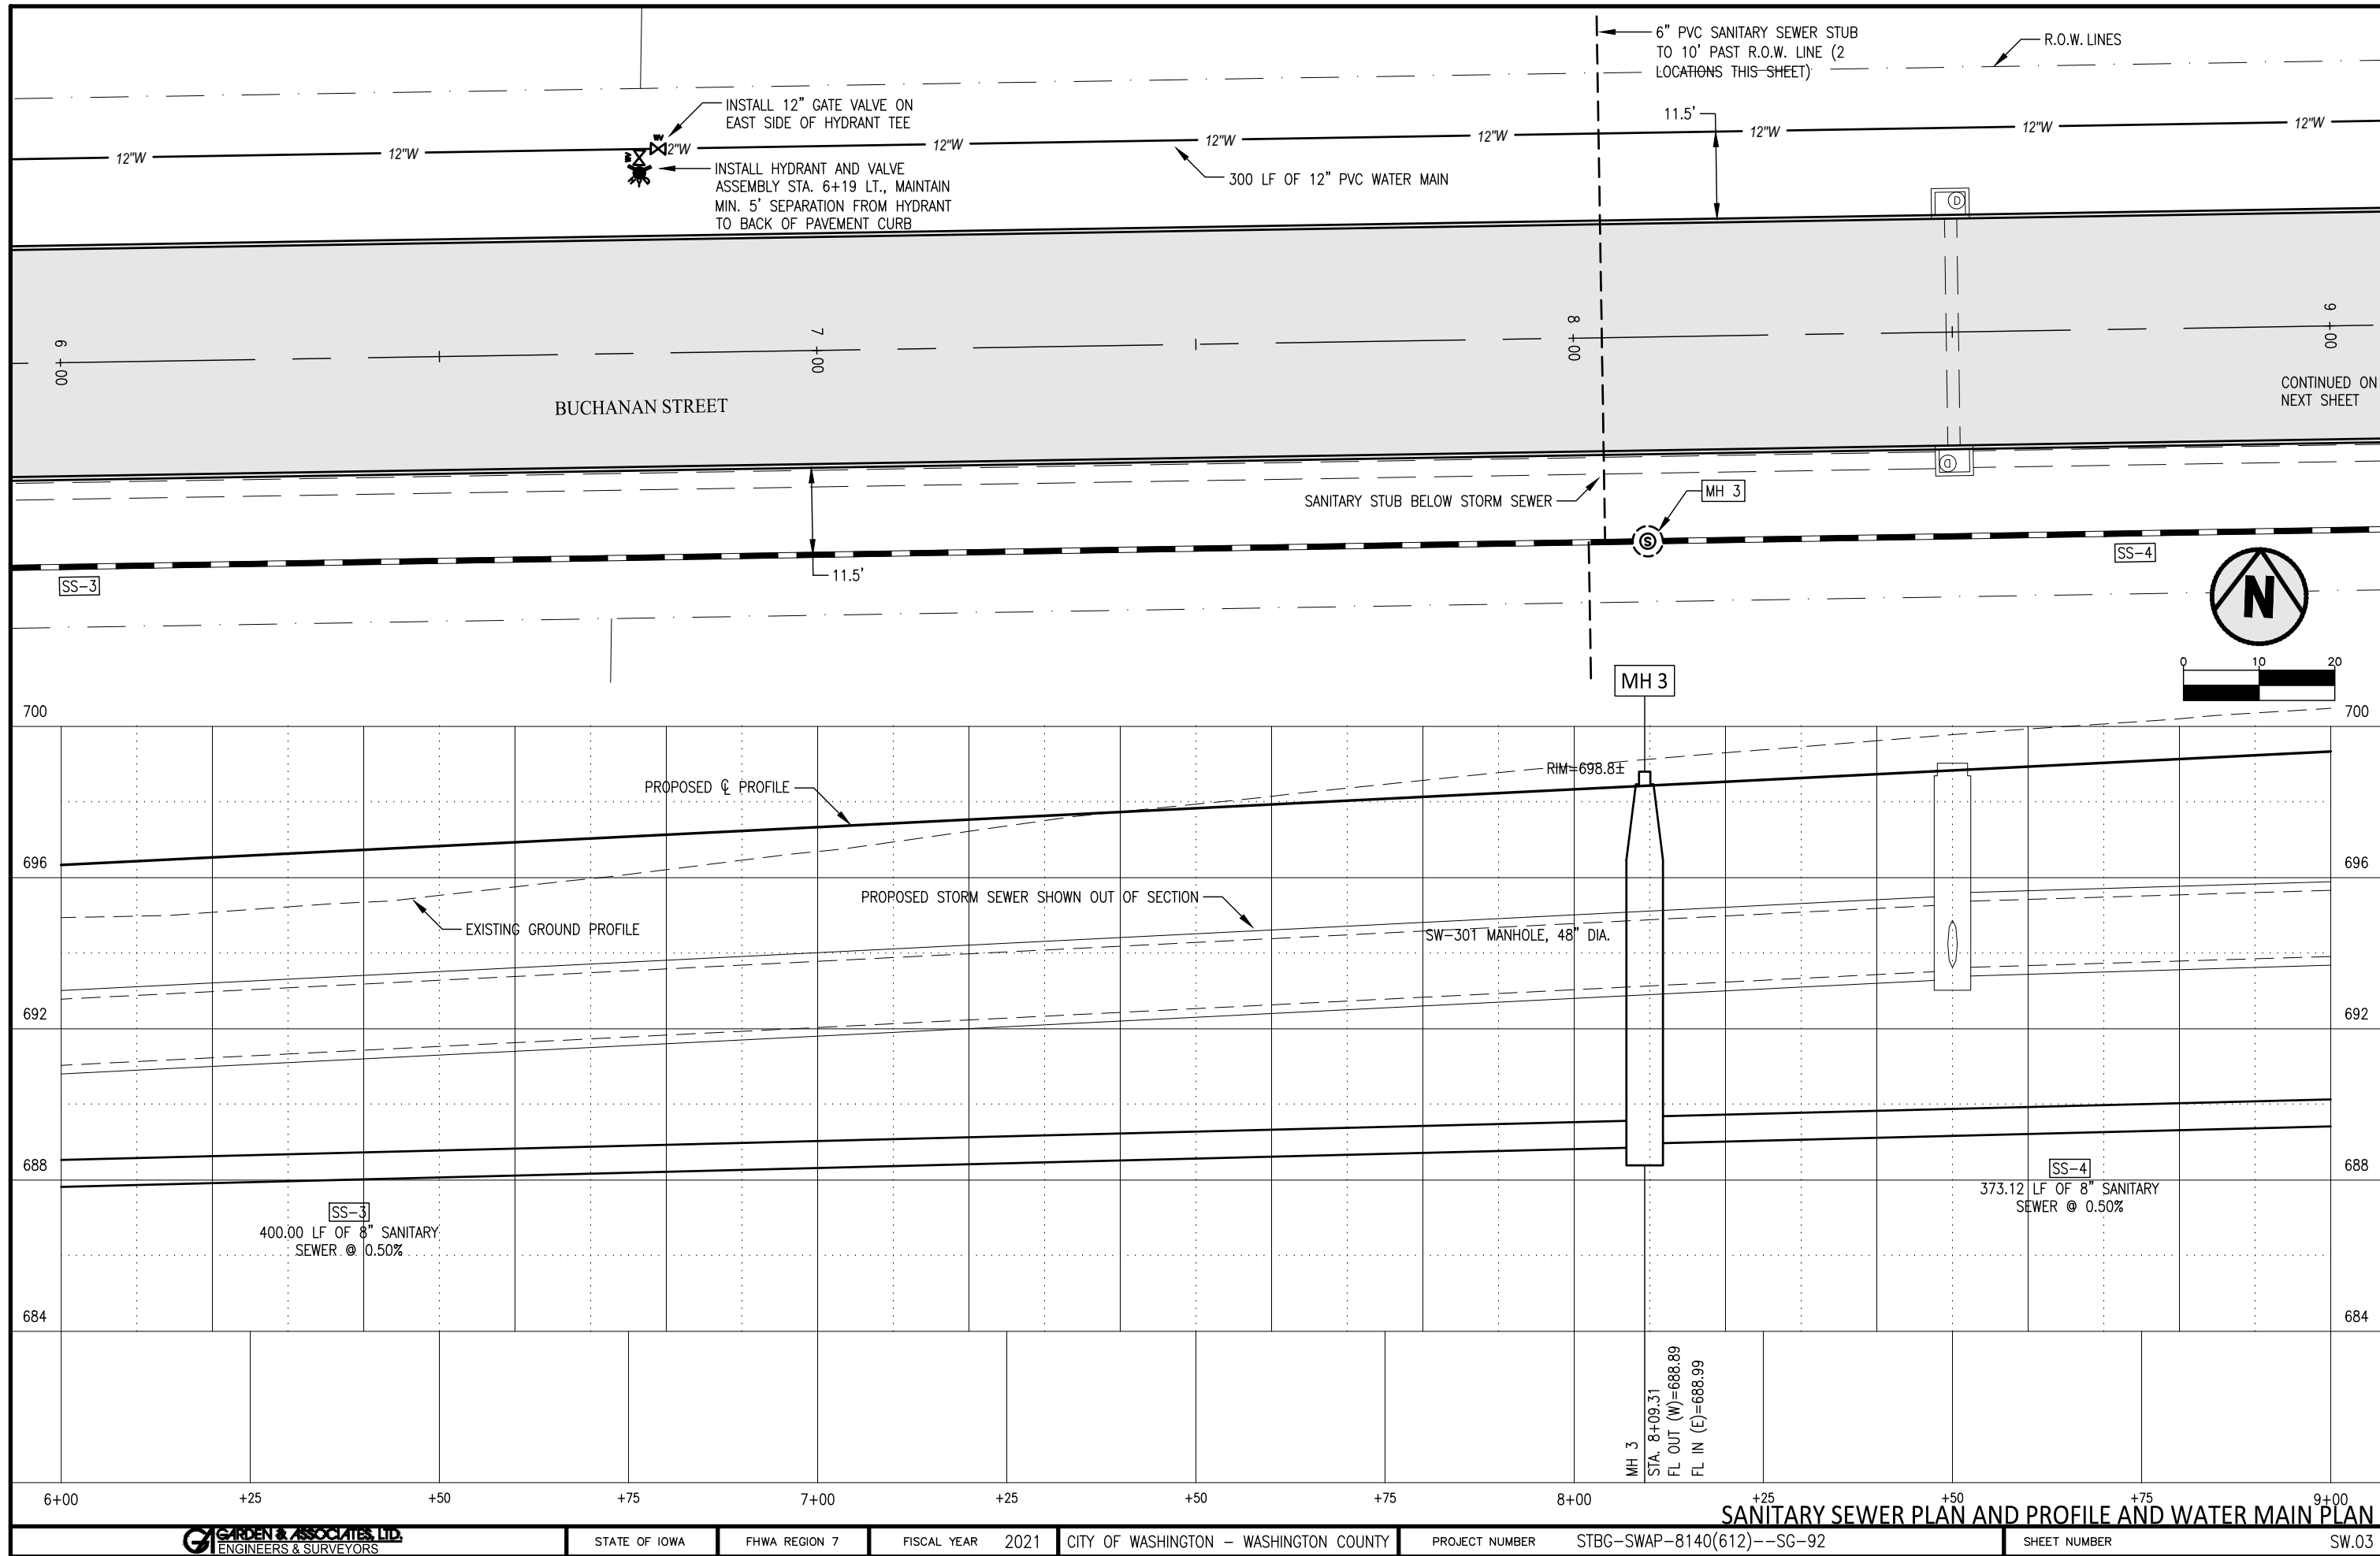 6" PVC SANITARY SEWER STUB
TO 10' PAST R.O.W. LINE (2
LOCATIONS THIS SHEET)
R.O.W. LINES
INSTALL 12" GATE VALVE ON
EAST SIDE OF HYDRANT TEE
11.5'
12"W
12"W
2"W
12"W
12"W
12"W
12"W
12"W
12"W
WV
WV
INSTALL HYDRANT AND VALVE
ASSEMBLY STA. 6+19 LT., MAINTAIN
MIN. 5' SEPARATION FROM HYDRANT
TO BACK OF PAVEMENT CURB
300 LF OF 12" PVC WATER MAIN
D
6+00
7+00
8+00
9+00
BUCHANAN STREET
CONTINUED ON
NEXT SHEET
D
SANITARY STUB BELOW STORM SEWER
MH 3
S
SS-3
11.5'
SS-4
N
0 10 20
MH 3
700
700
RIM=698.8±
PROPOSED ℄ PROFILE
696
696
PROPOSED STORM SEWER SHOWN OUT OF SECTION
EXISTING GROUND PROFILE
SW-301 MANHOLE, 48" DIA.
692
692
688
688
SS-3
400.00 LF OF 8" SANITARY
SEWER @ 0.50%
SS-4
373.12 LF OF 8" SANITARY
SEWER @ 0.50%
684
684
MH 3
STA. 8+09.31
FL OUT (W)=688.89
FL IN (E)=688.99
6+00 +25 +50 +75 7+00 +25 +50 +75 8+00 +25 +50 +75 9+00
SANITARY SEWER PLAN AND PROFILE AND WATER MAIN PLAN
GARDEN & ASSOCIATES, LTD.
ENGINEERS & SURVEYORS
STATE OF IOWA
FHWA REGION 7
FISCAL YEAR 2021
CITY OF WASHINGTON - WASHINGTON COUNTY
PROJECT NUMBER STBG-SWAP-8140(612)--SG-92
SHEET NUMBER SW.03